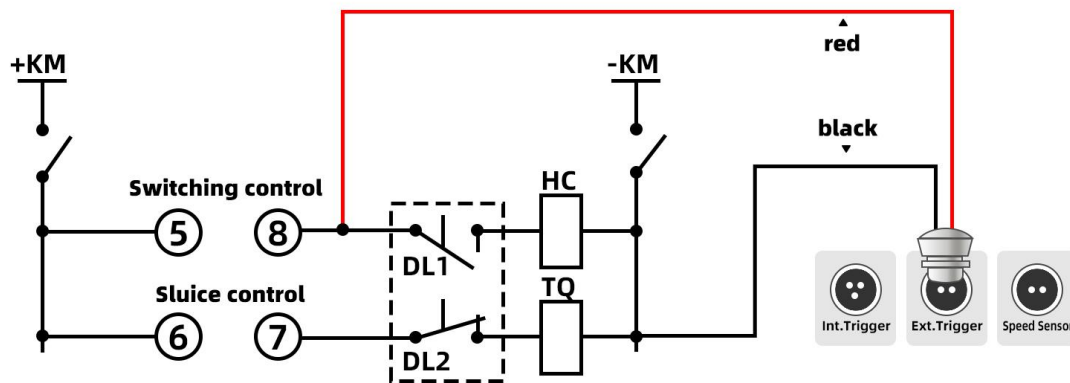 red
+KM
-KM
black
Switching control
HC
5
8
DL1
Sluice control
TQ
6
7
DL2
Int.Trigger
Ext.Trigger
Speed Sensor